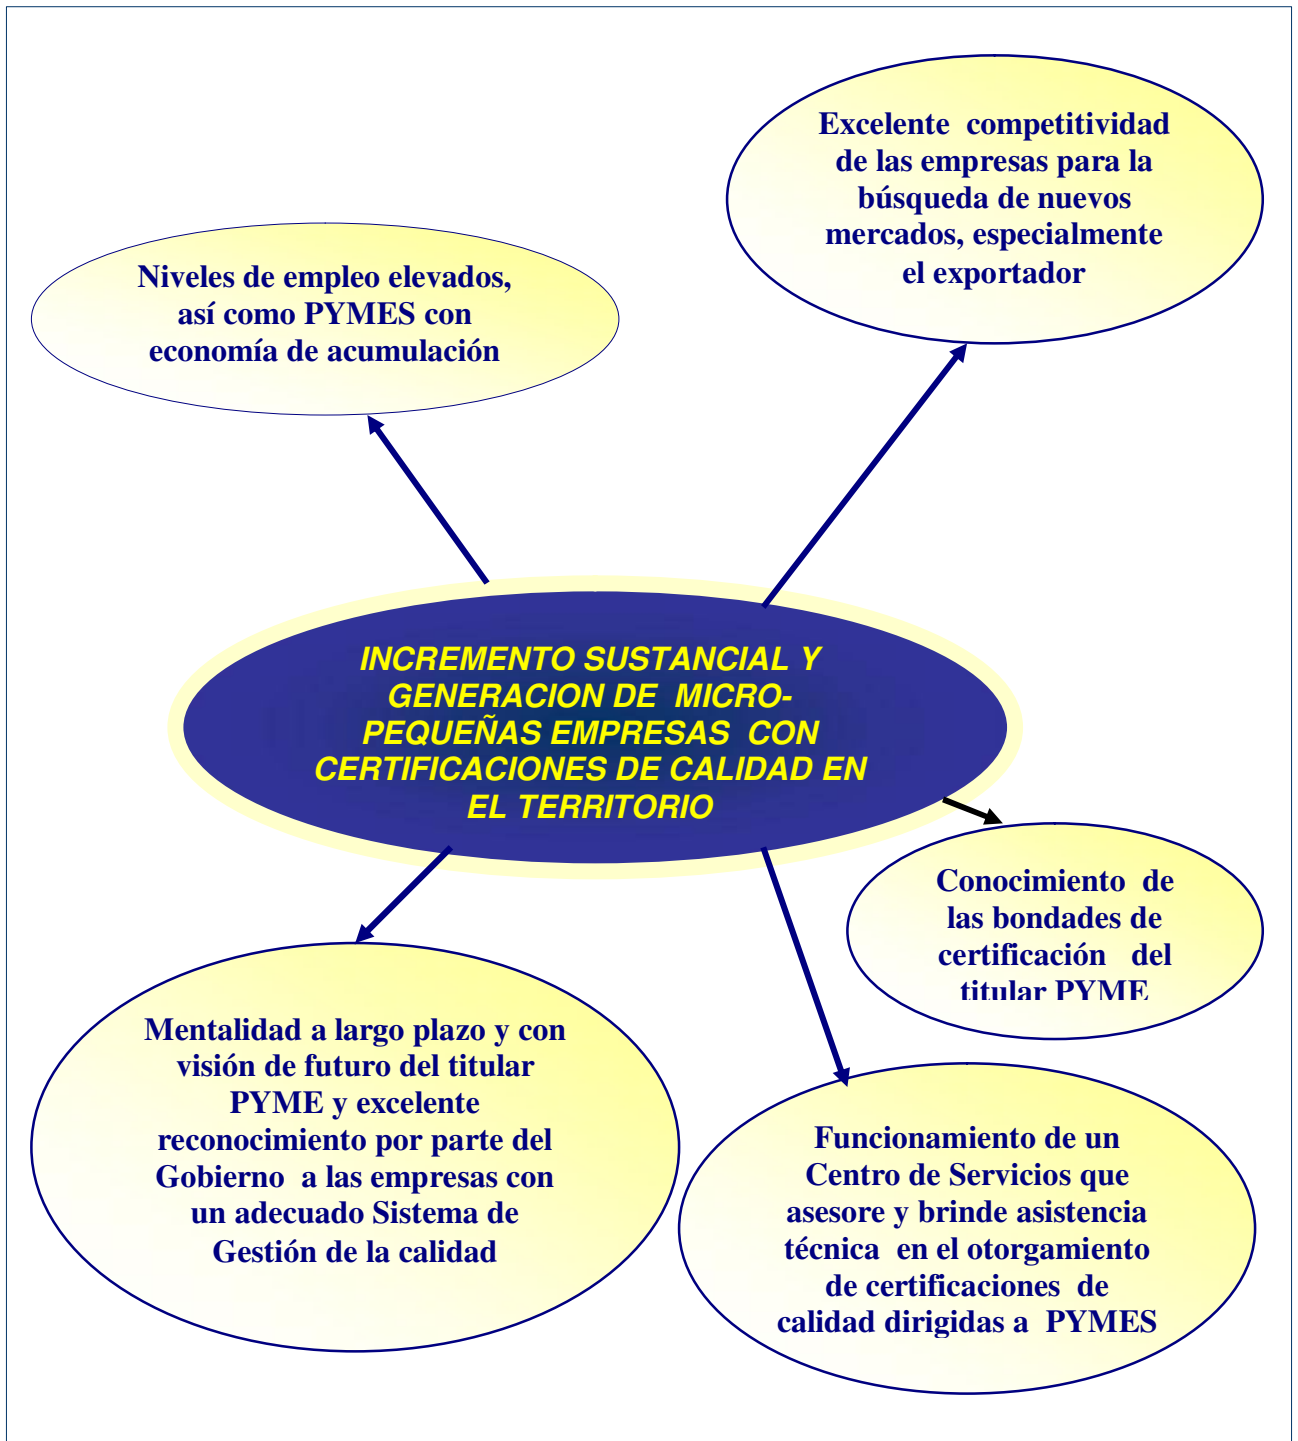 Excelente competitividad
de las empresas para la
búsqueda de nuevos
mercados, especialmente
el exportador
Niveles de empleo elevados,
así como PYMES con
economía de acumulación
INCREMENTO SUSTANCIAL Y
GENERACION DE MICRO-
PEQUEÑAS EMPRESAS CON
CERTIFICACIONES DE CALIDAD EN
EL TERRITORIO
Conocimiento de
las bondades de
certificación del
titular PYME
Mentalidad a largo plazo y con
visión de futuro del titular
PYME y excelente
reconocimiento por parte del
Gobierno a las empresas con
un adecuado Sistema de
Gestión de la calidad
Funcionamiento de un
Centro de Servicios que
asesore y brinde asistencia
técnica en el otorgamiento
de certificaciones de
calidad dirigidas a PYMES